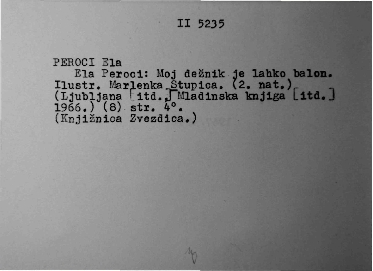 II 5235
PEROCI Ela
Ela Peroci: Moj dežnik je lahko balon.
Ilustr. Marlenka Stupica. (2. nat.)
(Ljubljana [itd.] Mladinska knjiga [itd.]
1966.) (8) str. 4°.
(Knjižnica Zvezdica.)